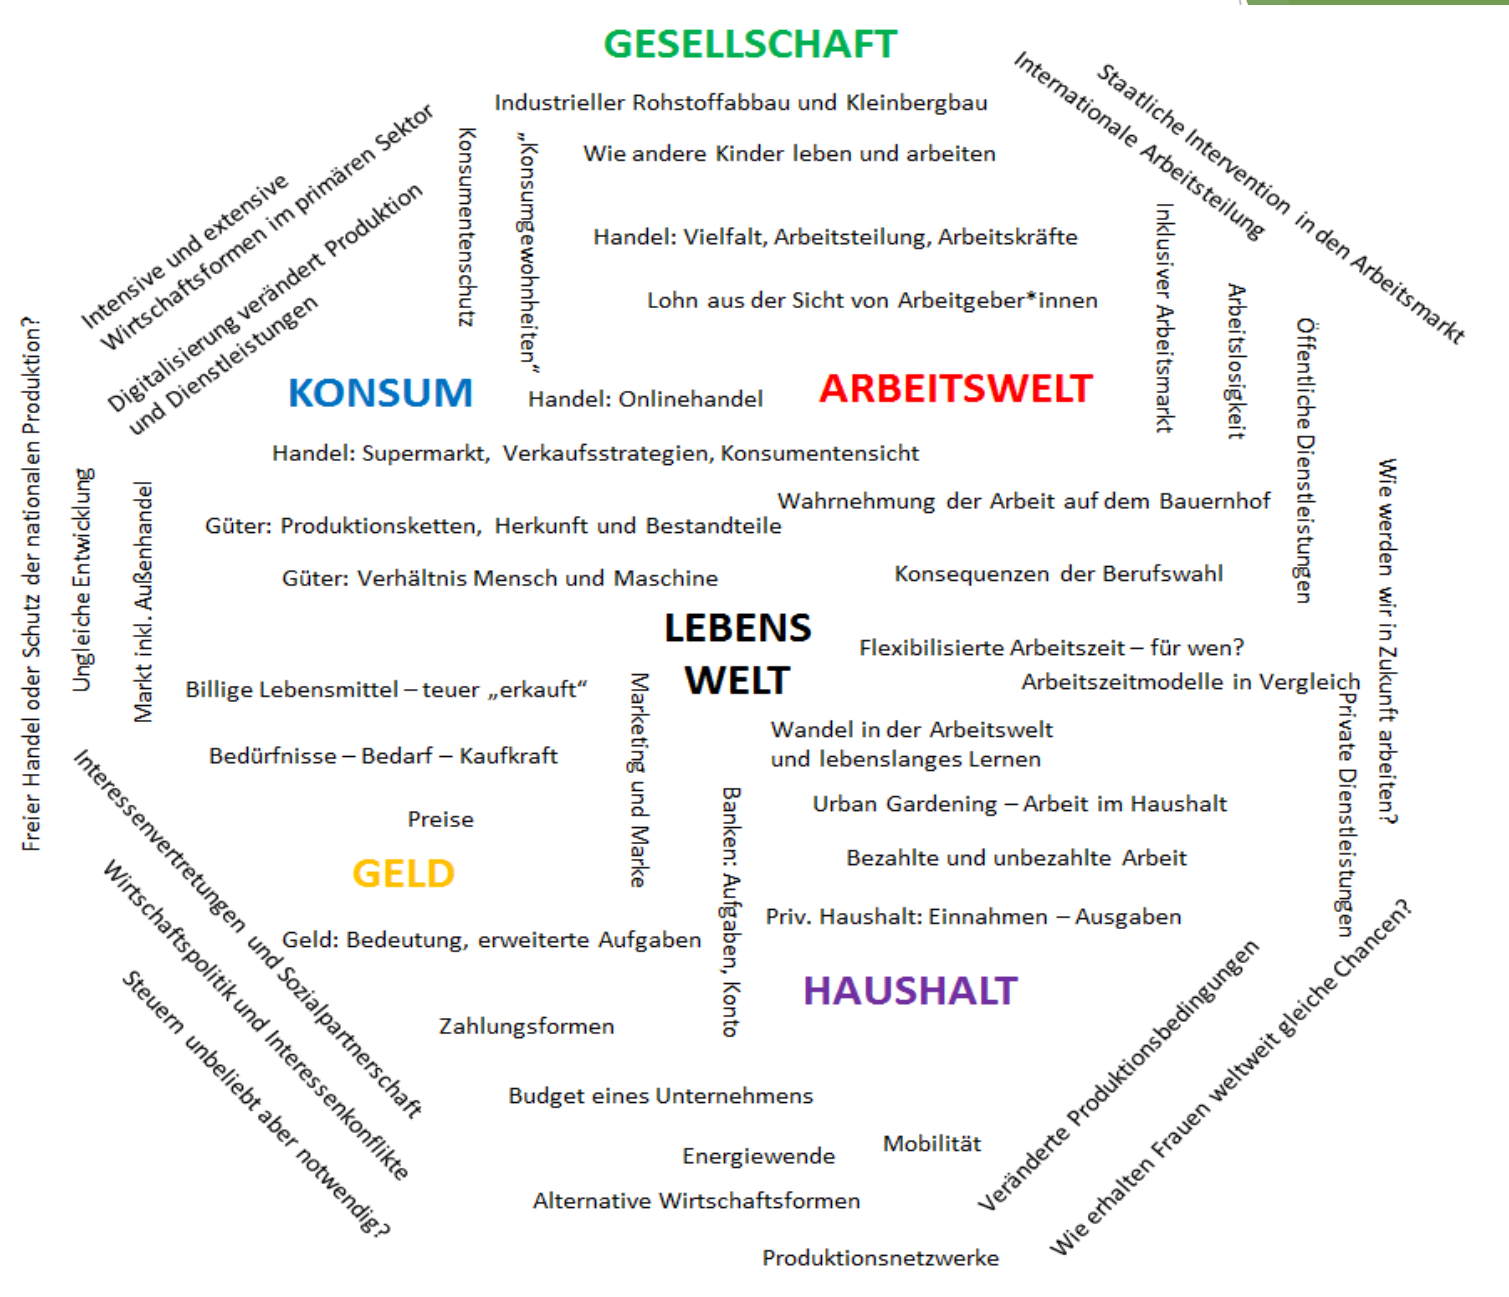 GESELLSCHAFT
Industrieller Rohstoffabbau und Kleinbergbau
Wie andere Kinder leben und arbeiten
Handel: Vielfalt, Arbeitsteilung, Arbeitskräfte
Lohn aus der Sicht von Arbeitgeber*innen
Konsumentenschutz
„Konsumgewohnheiten“
Intensive und extensive
Wirtschaftsformen im primären Sektor
Digitalisierung verändert Produktion
und Dienstleistungen
Internationale Arbeitsteilung
Staatliche Intervention in den Arbeitsmarkt
Inklusiver Arbeitsmarkt
Arbeitslosigkeit
Öffentliche Dienstleistungen
KONSUM
Handel: Onlinehandel
ARBEITSWELT
Handel: Supermarkt, Verkaufsstrategien, Konsumentensicht
Wahrnehmung der Arbeit auf dem Bauernhof
Güter: Produktionsketten, Herkunft und Bestandteile
Güter: Verhältnis Mensch und Maschine
Konsequenzen der Berufswahl
Freier Handel oder Schutz der nationalen Produktion?
Ungleiche Entwicklung
Markt inkl. Außenhandel
Wie werden wir in Zukunft arbeiten?
LEBENS
WELT
Flexibilisierte Arbeitszeit – für wen?
Arbeitszeitmodelle in Vergleich
Billige Lebensmittel – teuer „erkauft“
Marketing und Marke
Wandel in der Arbeitswelt
und lebenslanges Lernen
Private Dienstleistungen
Bedürfnisse – Bedarf – Kaufkraft
Urban Gardening – Arbeit im Haushalt
Preise
Banken: Aufgaben, Konto
Bezahlte und unbezahlte Arbeit
GELD
Priv. Haushalt: Einnahmen – Ausgaben
Geld: Bedeutung, erweiterte Aufgaben
HAUSHALT
Interessenvertretungen und Sozialpartnerschaft
Wirtschaftspolitik und Interessenkonflikte
Steuern unbeliebt aber notwendig?
Zahlungsformen
Budget eines Unternehmens
Mobilität
Energiewende
Alternative Wirtschaftsformen
Produktionsnetzwerke
Veränderte Produktionsbedingungen
Wie erhalten Frauen weltweit gleiche Chancen?